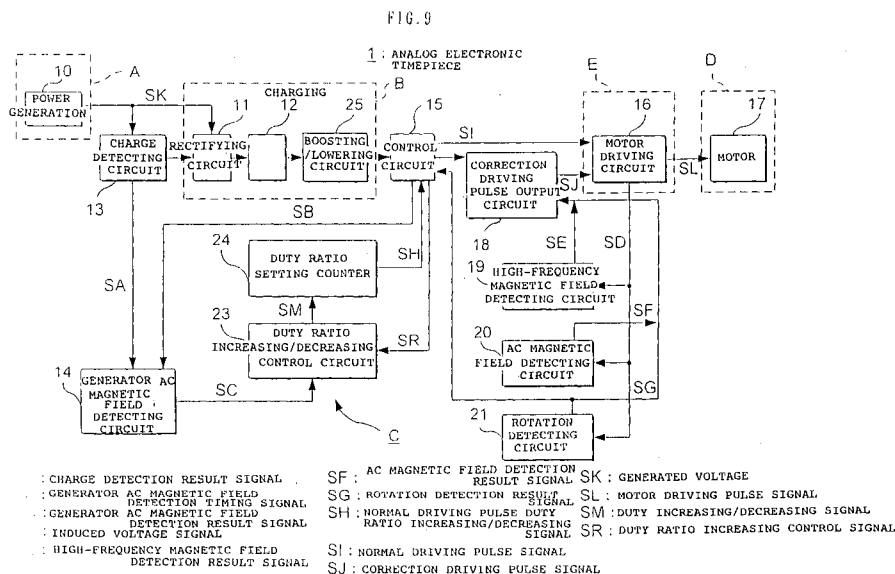 FIG.9
1 : ANALOG ELECTRONIC
TIMEPIECE
A
10
POWER
GENERATION
SK
CHARGING
B
11
12
25
15
RECTIFYING
CIRCUIT
BOOSTING
/LOWERING
CIRCUIT
CONTROL
CIRCUIT
CHARGE
DETECTING
CIRCUIT
13
SI
E
16
MOTOR
DRIVING
CIRCUIT
SL
D
17
MOTOR
CORRECTION
DRIVING
PULSE OUTPUT
CIRCUIT
18
SJ
SB
SA
SH
SE
SD
24
DUTY RATIO
SETTING COUNTER
19
HIGH-FREQUENCY
MAGNETIC FIELD
DETECTING CIRCUIT
SM
SF
23
DUTY RATIO
INCREASING/DECREASING
CONTROL CIRCUIT
SR
20
AC MAGNETIC
FIELD DETECTING
CIRCUIT
14
GENERATOR AC
MAGNETIC
FIELD
DETECTING
CIRCUIT
SC
C
SG
21
ROTATION
DETECTING
CIRCUIT
: CHARGE DETECTION RESULT SIGNAL
: GENERATOR AC MAGNETIC FIELD
DETECTION TIMING SIGNAL
: GENERATOR AC MAGNETIC FIELD
DETECTION RESULT SIGNAL
: INDUCED VOLTAGE SIGNAL
: HIGH-FREQUENCY MAGNETIC FIELD
DETECTION RESULT SIGNAL
SF : AC MAGNETIC FIELD DETECTION
RESULT SIGNAL
SG : ROTATION DETECTION RESULT
SIGNAL
SH : NORMAL DRIVING PULSE DUTY
RATIO INCREASING/DECREASING
SIGNAL
SI : NORMAL DRIVING PULSE SIGNAL
SJ : CORRECTION DRIVING PULSE SIGNAL
SK : GENERATED VOLTAGE
SL : MOTOR DRIVING PULSE SIGNAL
SM : DUTY INCREASING/DECREASING SIGNAL
SR : DUTY RATIO INCREASING CONTROL SIGNAL